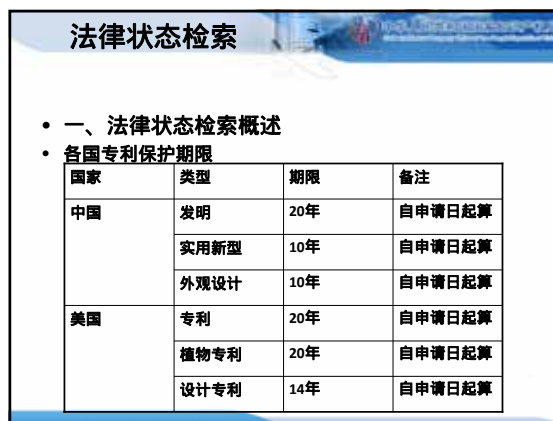 法律状态检索
• 一、法律状态检索概述
• 各国专利保护期限
国家 类型 期限 备注
中国 发明 20年 自申请日起算
实用新型 10年 自申请日起算
外观设计 10年 自申请日起算
美国 专利 20年 自申请日起算
植物专利 20年 自申请日起算
设计专利 14年 自申请日起算